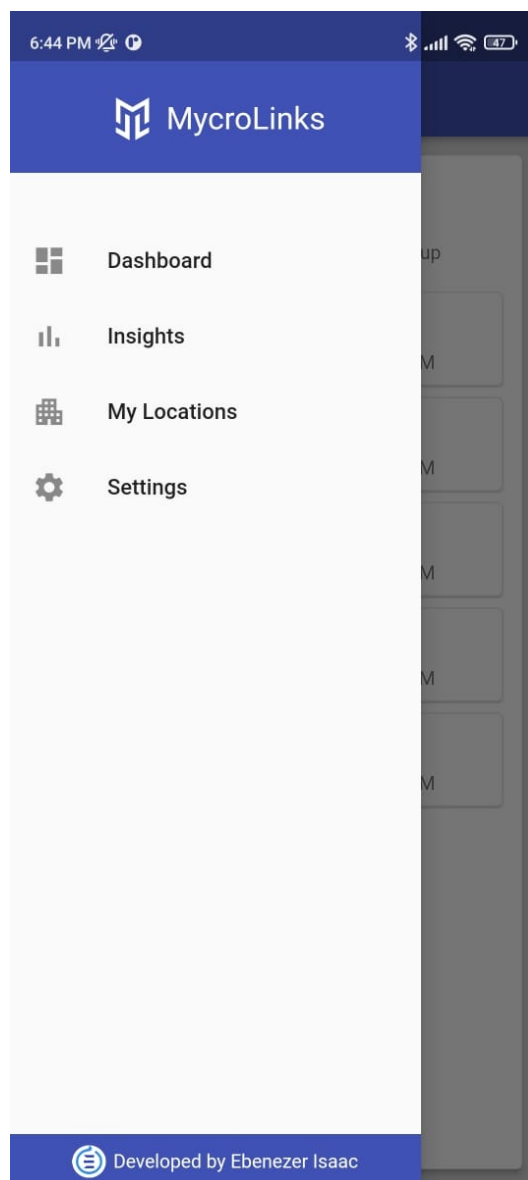 6:44 PM
47
MycroLinks
Dashboard
up
Insights
M
My Locations
M
Settings
M
M
M
Developed by Ebenezer Isaac